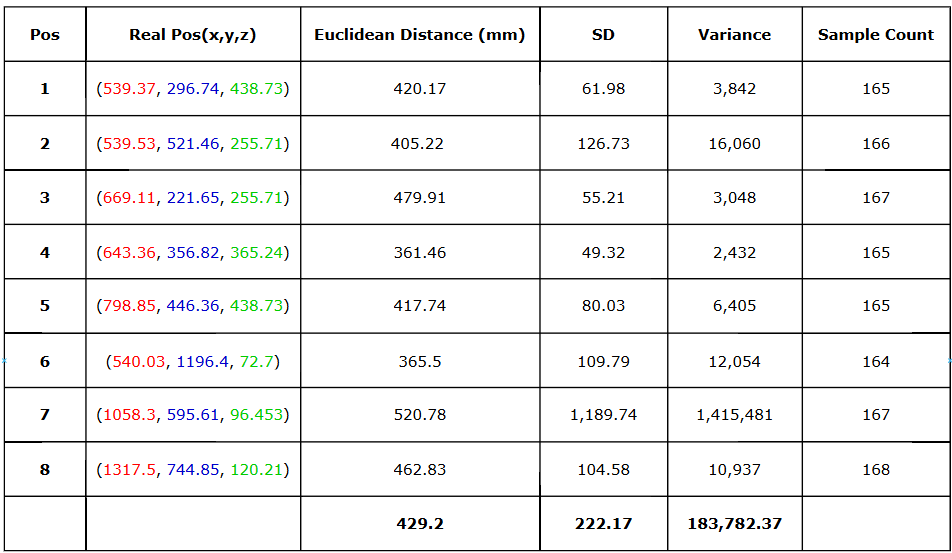 Pos Real Pos(x,y,z) Euclidean Distance (mm) SD Variance Sample Count
1 (539.37, 296.74, 438.73) 420.17 61.98 3,842 165
2 (539.53, 521.46, 255.71) 405.22 126.73 16,060 166
3 (669.11, 221.65, 255.71) 479.91 55.21 3,048 167
4 (643.36, 356.82, 365.24) 361.46 49.32 2,432 165
5 (798.85, 446.36, 438.73) 417.74 80.03 6,405 165
6 (540.03, 1196.4, 72.7) 365.5 109.79 12,054 164
7 (1058.3, 595.61, 96.453) 520.78 1,189.74 1,415,481 167
8 (1317.5, 744.85, 120.21) 462.83 104.58 10,937 168
429.2 222.17 183,782.37